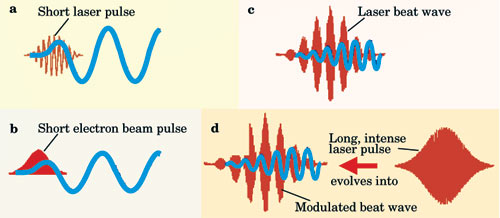 a
Short laser pulse
b
Short electron beam pulse
c
Laser beat wave
d
Long, intense
laser pulse
evolves into
Modulated beat wave